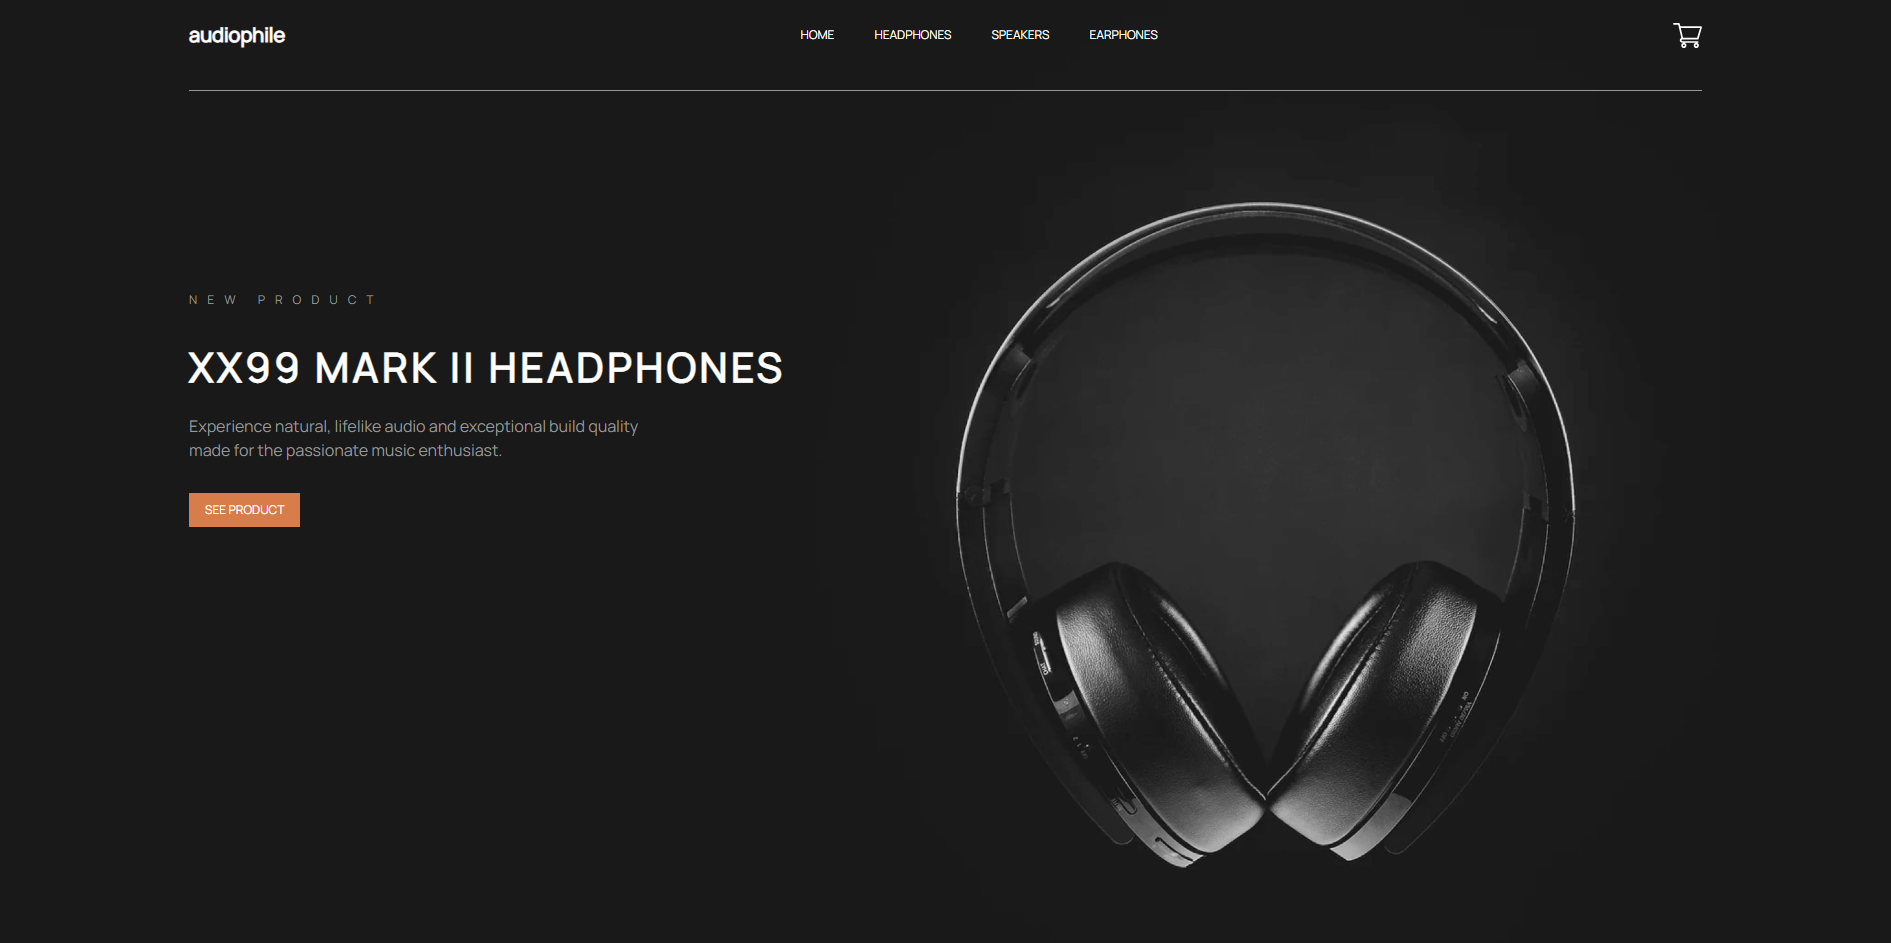 audiophile
HOME HEADPHONES SPEAKERS EARPHONES
NEW PRODUCT
XX99 MARK II HEADPHONES
Experience natural, lifelike audio and exceptional build quality
made for the passionate music enthusiast.
SEE PRODUCT